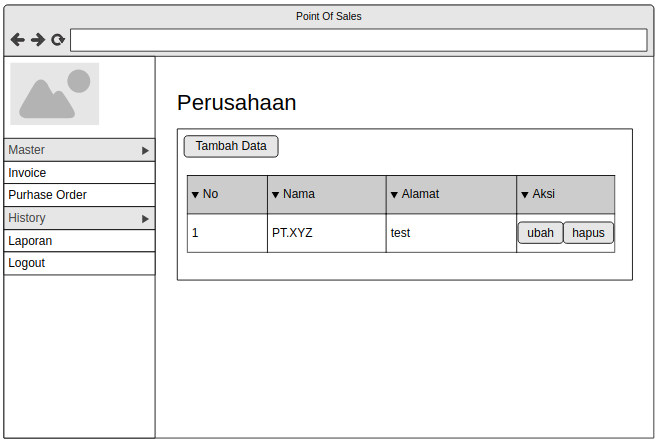 Point Of Sales
Perusahaan
Master
Invoice
Purhase Order
History
Laporan
Logout
Tambah Data
No Nama Alamat Aksi
1 PT.XYZ test ubah hapus